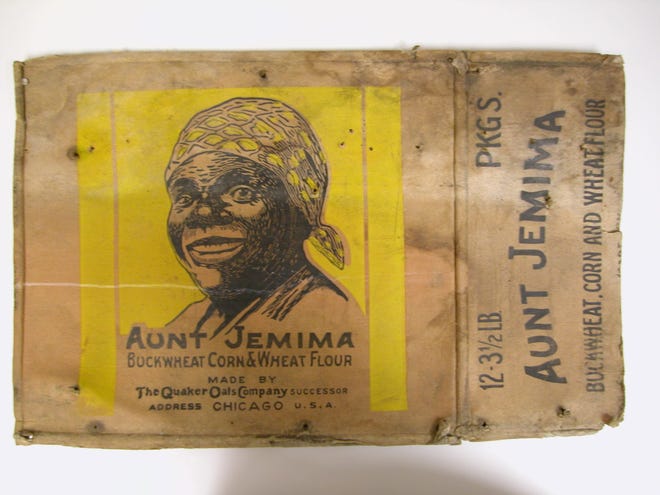 AUNT JEMIMA
BUCKWHEAT CORN & WHEAT FLOUR
MADE BY
The Quaker Oats Company SUCCESSOR
ADDRESS CHICAGO U.S.A.
12-3½ LB. PKGS.
AUNT JEMIMA
BUCKWHEAT, CORN AND WHEAT FLOUR